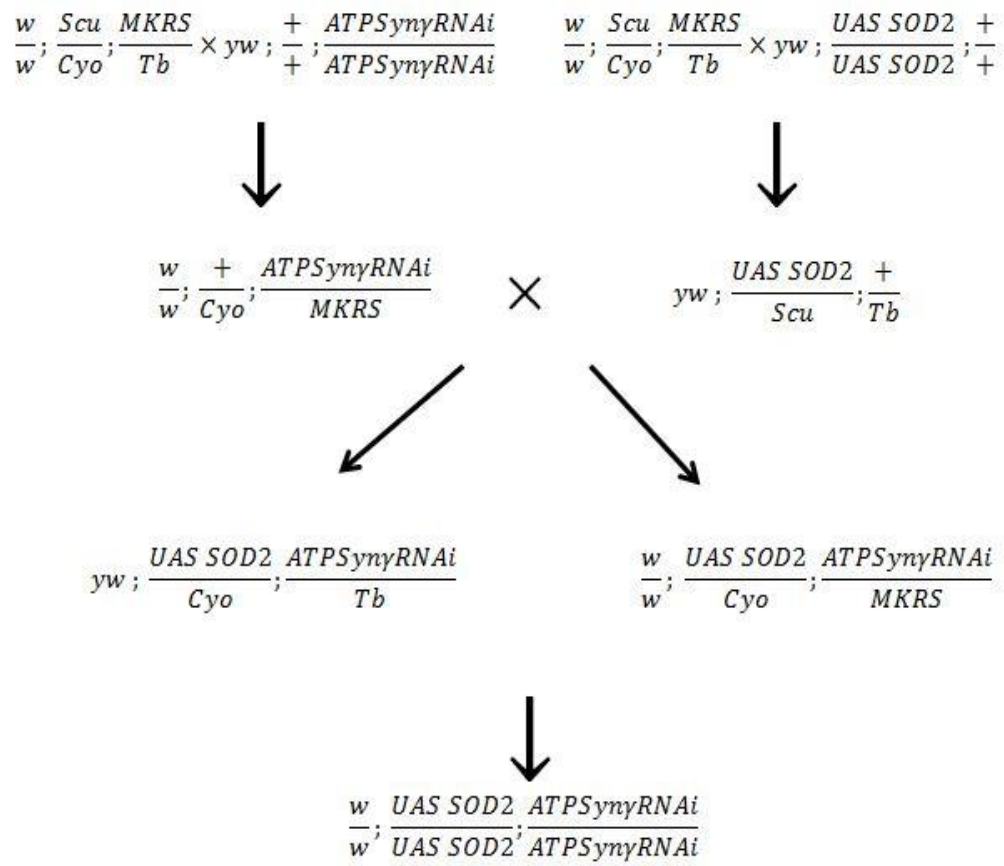 w/w; Scu/Cyo; MKRS/Tb × yw; +/+; ATPSynγRNAi/ATPSynγRNAi
w/w; Scu/Cyo; MKRS/Tb × yw; UAS SOD2/UAS SOD2; +/+
w/w; +/Cyo; ATPSynγRNAi/MKRS × yw; UAS SOD2/Scu; +/Tb
yw; UAS SOD2/Cyo; ATPSynγRNAi/Tb
w/w; UAS SOD2/Cyo; ATPSynγRNAi/MKRS
w/w; UAS SOD2/UAS SOD2; ATPSynγRNAi/ATPSynγRNAi